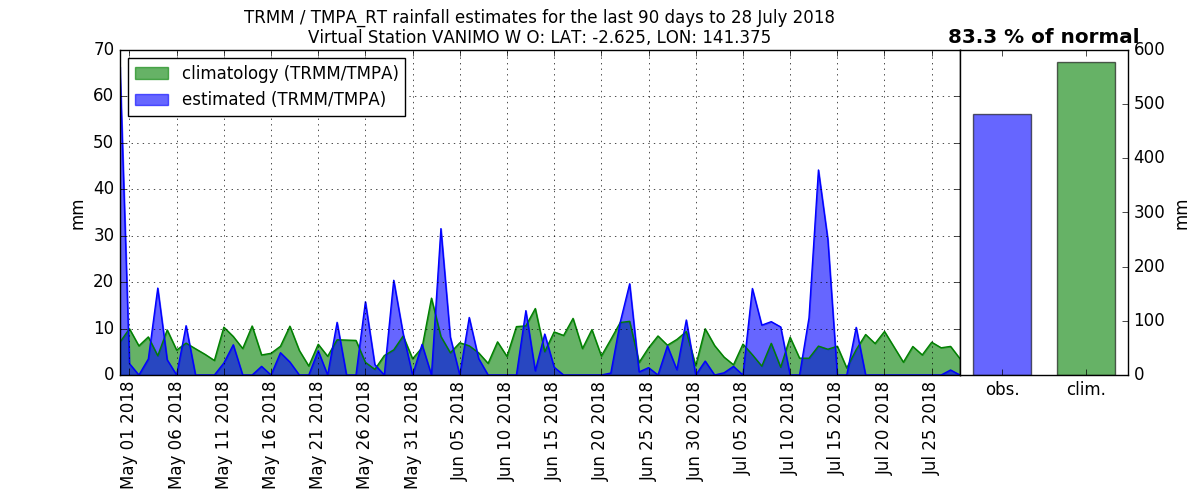 TRMM / TMPA_RT rainfall estimates for the last 90 days to 28 July 2018
Virtual Station VANIMO W O: LAT: -2.625, LON: 141.375
83.3 % of normal
climatology (TRMM/TMPA)
estimated (TRMM/TMPA)
70
60
50
40
30
20
10
0
mm
600
500
400
300
200
100
0
mm
May 01 2018
May 06 2018
May 11 2018
May 16 2018
May 21 2018
May 26 2018
May 31 2018
Jun 05 2018
Jun 10 2018
Jun 15 2018
Jun 20 2018
Jun 25 2018
Jun 30 2018
Jul 05 2018
Jul 10 2018
Jul 15 2018
Jul 20 2018
Jul 25 2018
obs.
clim.